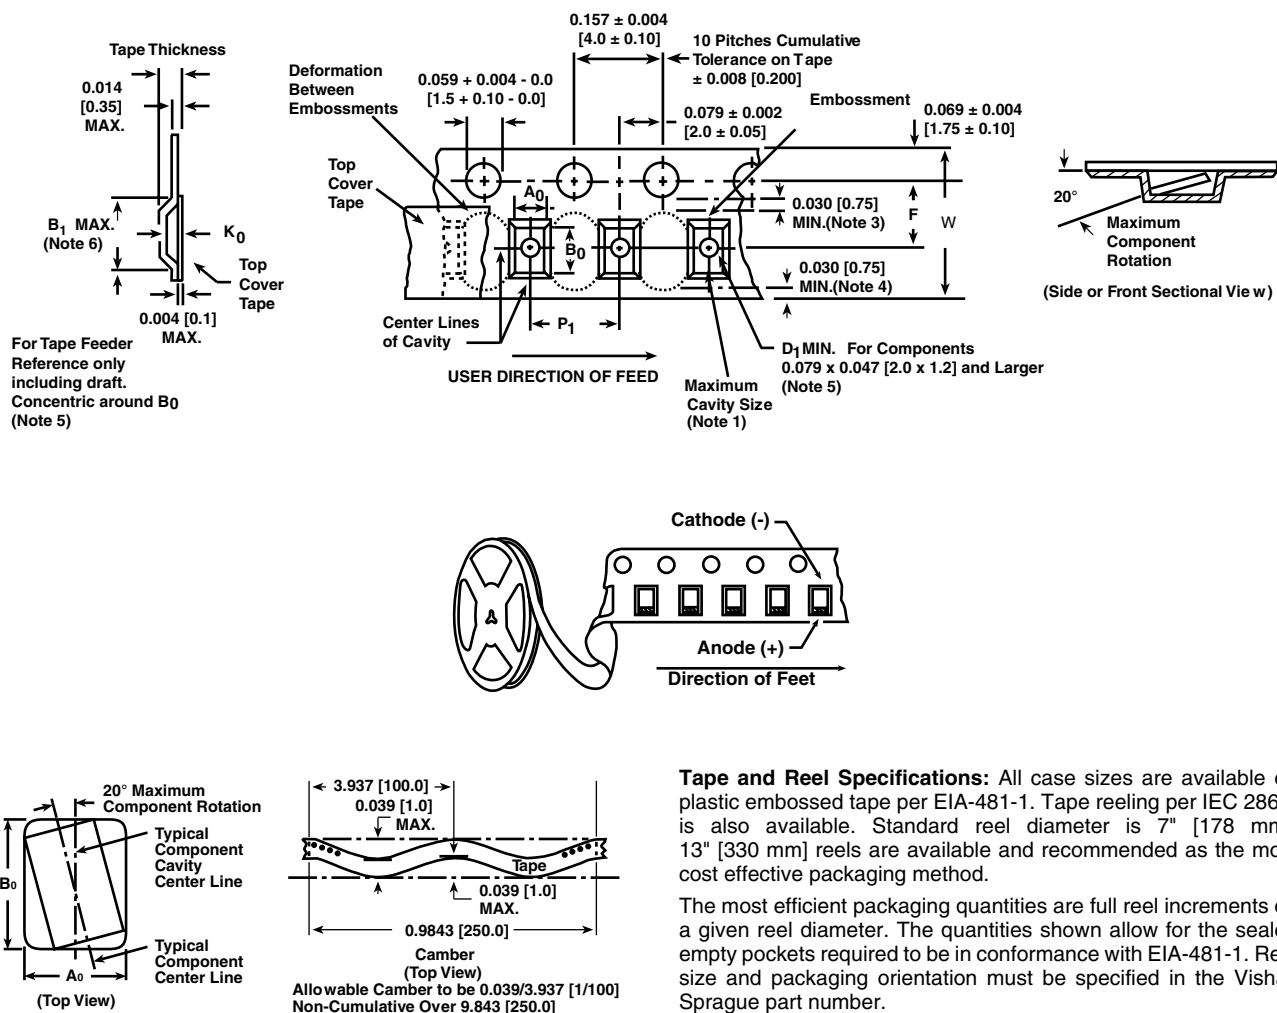 0.157 ± 0.004
[4.0 ± 0.10]
10 Pitches Cumulative
Tolerance on Tape
± 0.008 [0.200]
Tape Thickness
0.014
[0.35]
MAX.
Deformation
Between
Embossments
0.059 + 0.004 - 0.0
[1.5 + 0.10 - 0.0]
0.079 ± 0.002
[2.0 ± 0.05]
Embossment
0.069 ± 0.004
[1.75 ± 0.10]
Top
Cover
Tape
A0
B0
0.030 [0.75]
MIN.(Note 3)
F
W
20°
Maximum
Component
Rotation
(Side or Front Sectional Vie w)
B1 MAX.
(Note 6)
K0
Top
Cover
Tape
0.004 [0.1]
MAX.
0.030 [0.75]
MIN.(Note 4)
Center Lines
of Cavity
P1
USER DIRECTION OF FEED
D1MIN. For Components
0.079 x 0.047 [2.0 x 1.2] and Larger
(Note 5)
Maximum
Cavity Size
(Note 1)
For Tape Feeder
Reference only
including draft.
Concentric around B0
(Note 5)
Cathode (-)
Anode (+)
Direction of Feet
20° Maximum
Component Rotation
Typical
Component
Cavity
Center Line
B0
A0
Typical
Component
Center Line
(Top View)
3.937 [100.0]
0.039 [1.0]
MAX.
Tape
0.039 [1.0]
MAX.
0.9843 [250.0]
Camber
(Top View)
Allowable Camber to be 0.039/3.937 [1/100]
Non-Cumulative Over 9.843 [250.0]
Tape and Reel Specifications: All case sizes are available
plastic embossed tape per EIA-481-1. Tape reeling per IEC 286
is also available. Standard reel diameter is 7" [178 mm
13" [330 mm] reels are available and recommended as the mo
cost effective packaging method.
The most efficient packaging quantities are full reel increments
a given reel diameter. The quantities shown allow for the seale
empty pockets required to be in conformance with EIA-481-1. Re
size and packaging orientation must be specified in the Visha
Sprague part number.